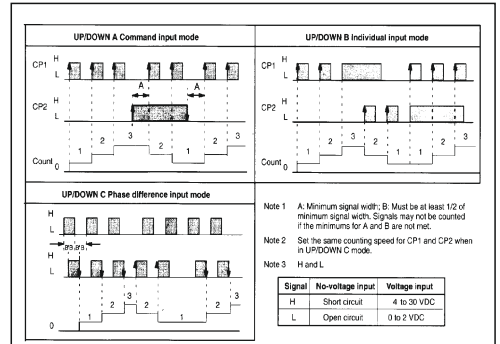 UP/DOWN A Command input mode
UP/DOWN B Individual input mode
CP1 H
L
A A
CP2 H
L
3 3
2 2 2
1 1
Count 0
CP1 H
L
CP2 H
L
3 3
2 2 2
1 1
Count 0
UP/DOWN C Phase difference input mode
H
L
H
L
3 3
2 2 2
1 1
0
Note 1 A: Minimum signal width; B: Must be at least 1/2 of
minimum signal width. Signals may not be counted
if the minimums for A and B are not met.
Note 2 Set the same counting speed for CP1 and CP2 when
in UP/DOWN C mode.
Note 3 H and L
Signal No-voltage input Voltage input
H Short circuit 4 to 30 VDC
L Open circuit 0 to 2 VDC